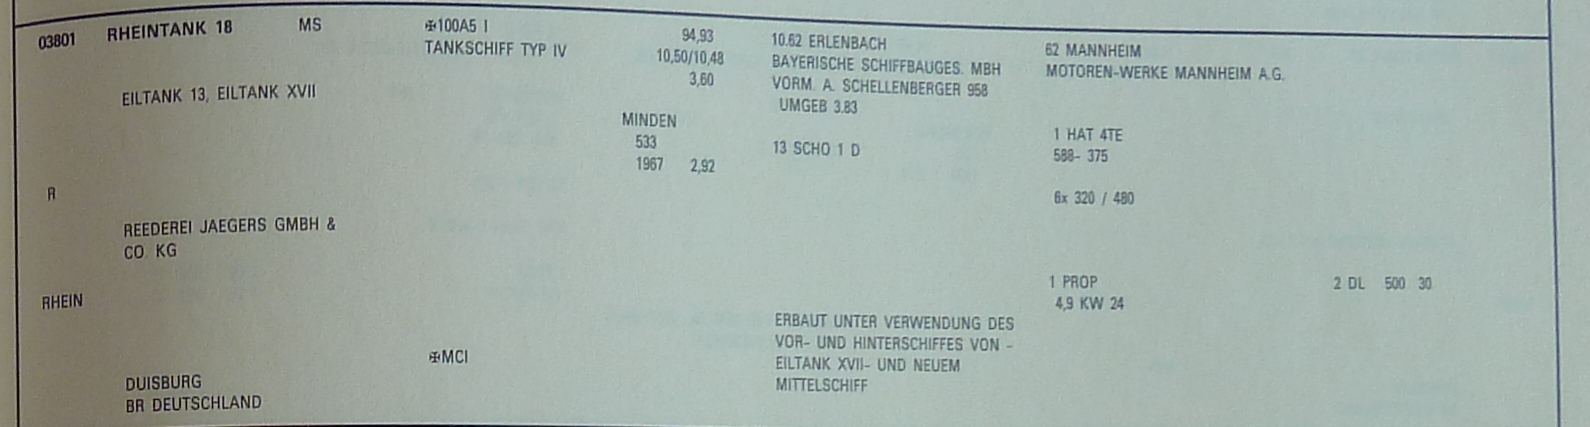 03801 RHEINTANK 18 MS
EILTANK 13, EILTANK XVII
R
REEDEREI JAEGERS GMBH &
CO. KG
RHEIN
DUISBURG
BR DEUTSCHLAND
✠100A5 I
TANKSCHIFF TYP IV
✠MCI
94,93
10,50/10,48
3,60
MINDEN
533
1967 2,92
10.62 ERLENBACH
BAYERISCHE SCHIFFBAUGES. MBH
VORM. A. SCHELLENBERGER 958
UMGEB 3.83
13 SCHO 1 D
ERBAUT UNTER VERWENDUNG DES
VOR- UND HINTERSCHIFFES VON -
EILTANK XVII- UND NEUEM
MITTELSCHIFF
62 MANNHEIM
MOTOREN-WERKE MANNHEIM A.G.
1 HAT 4TE
588- 375
6x 320 / 480
1 PROP
4,9 KW 24
2 DL 500 30